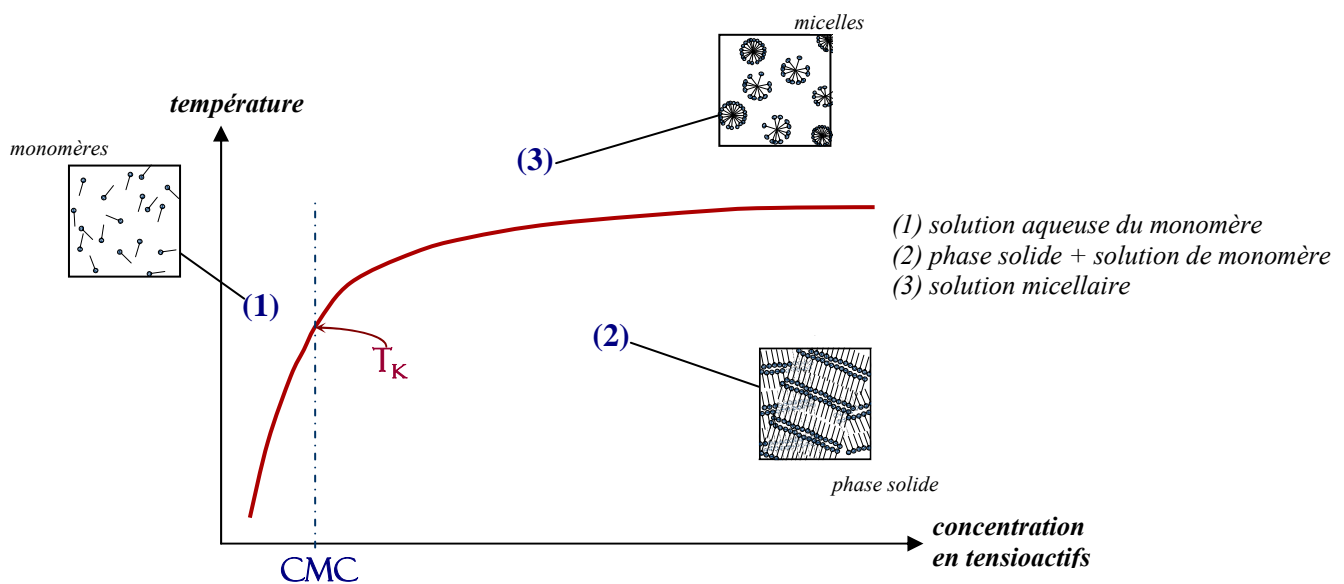 micelles
température
monomères
(3)
(1) solution aqueuse du monomère
(2) phase solide + solution de monomère
(3) solution micellaire
(1)
(2)
TK
phase solide
concentration
en tensioactifs
CMC